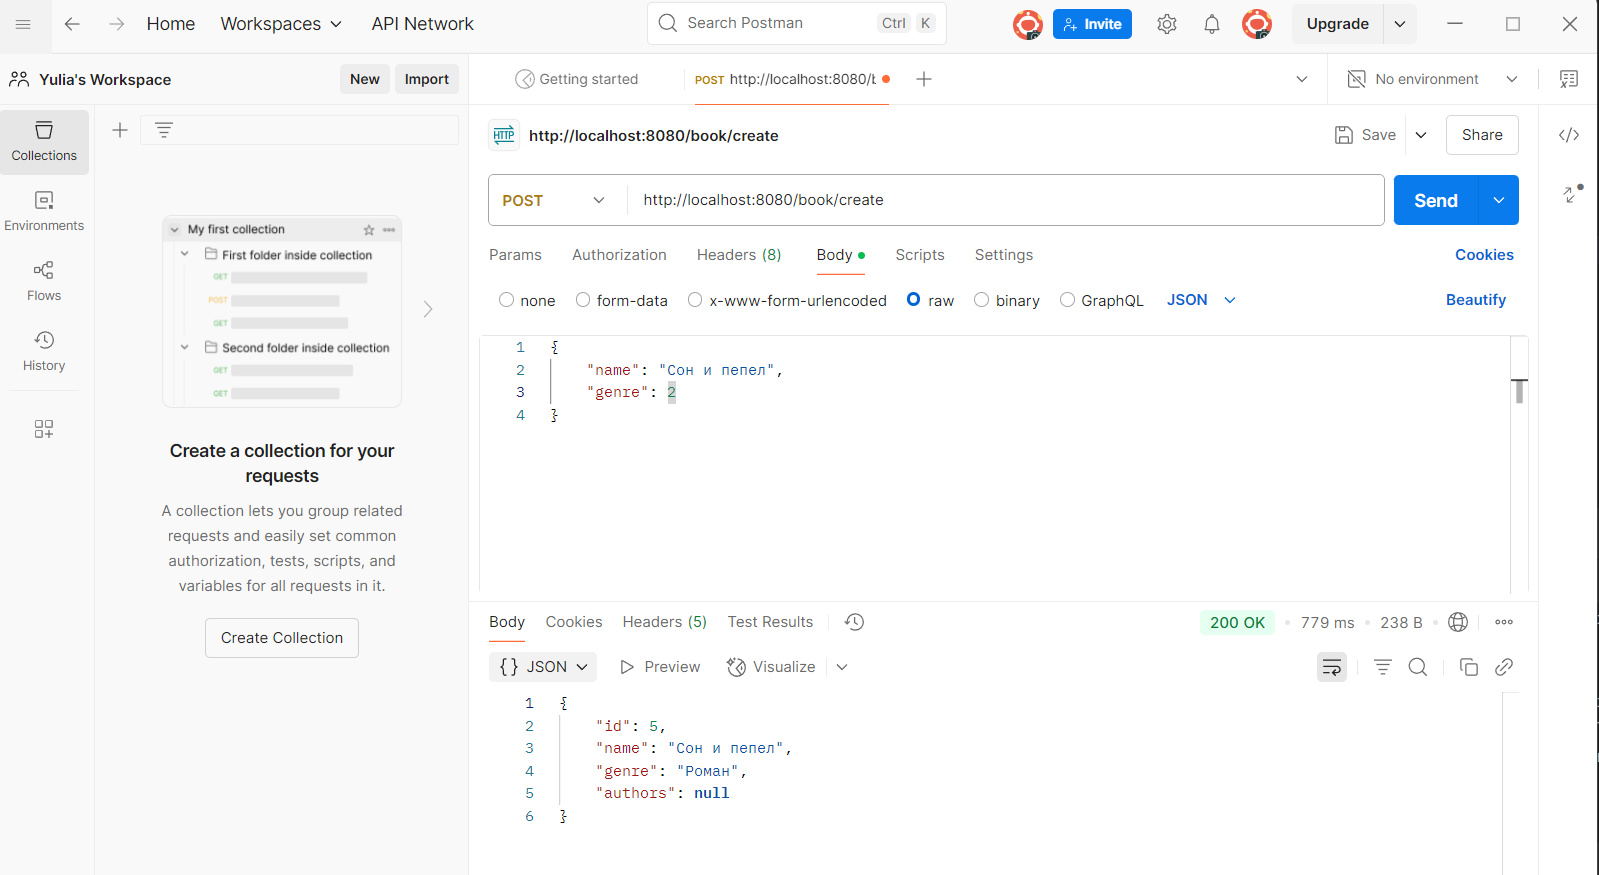 Home
Workspaces
API Network
Search Postman
Ctrl K
Invite
Upgrade
Yulia's Workspace
New
Import
Getting started
POST http://localhost:8080/b
No environment
Collections
Environments
Flows
History
My first collection
First folder inside collection
GET
POST
GET
Second folder inside collection
GET
GET
Create a collection for your
requests
A collection lets you group related
requests and easily set common
authorization, tests, scripts, and
variables for all requests in it.
Create Collection
HTTP http://localhost:8080/book/create
Save
Share
POST
http://localhost:8080/book/create
Send
Params
Authorization
Headers (8)
Body
Scripts
Settings
Cookies
none
form-data
x-www-form-urlencoded
raw
binary
GraphQL
JSON
Beautify
1 {
2 "name": "Сон и пепел",
3 "genre": 2
4 }
Body
Cookies
Headers (5)
Test Results
200 OK
779 ms
238 B
{} JSON
Preview
Visualize
1 {
2 "id": 5,
3 "name": "Сон и пепел",
4 "genre": "Роман",
5 "authors": null
6 }